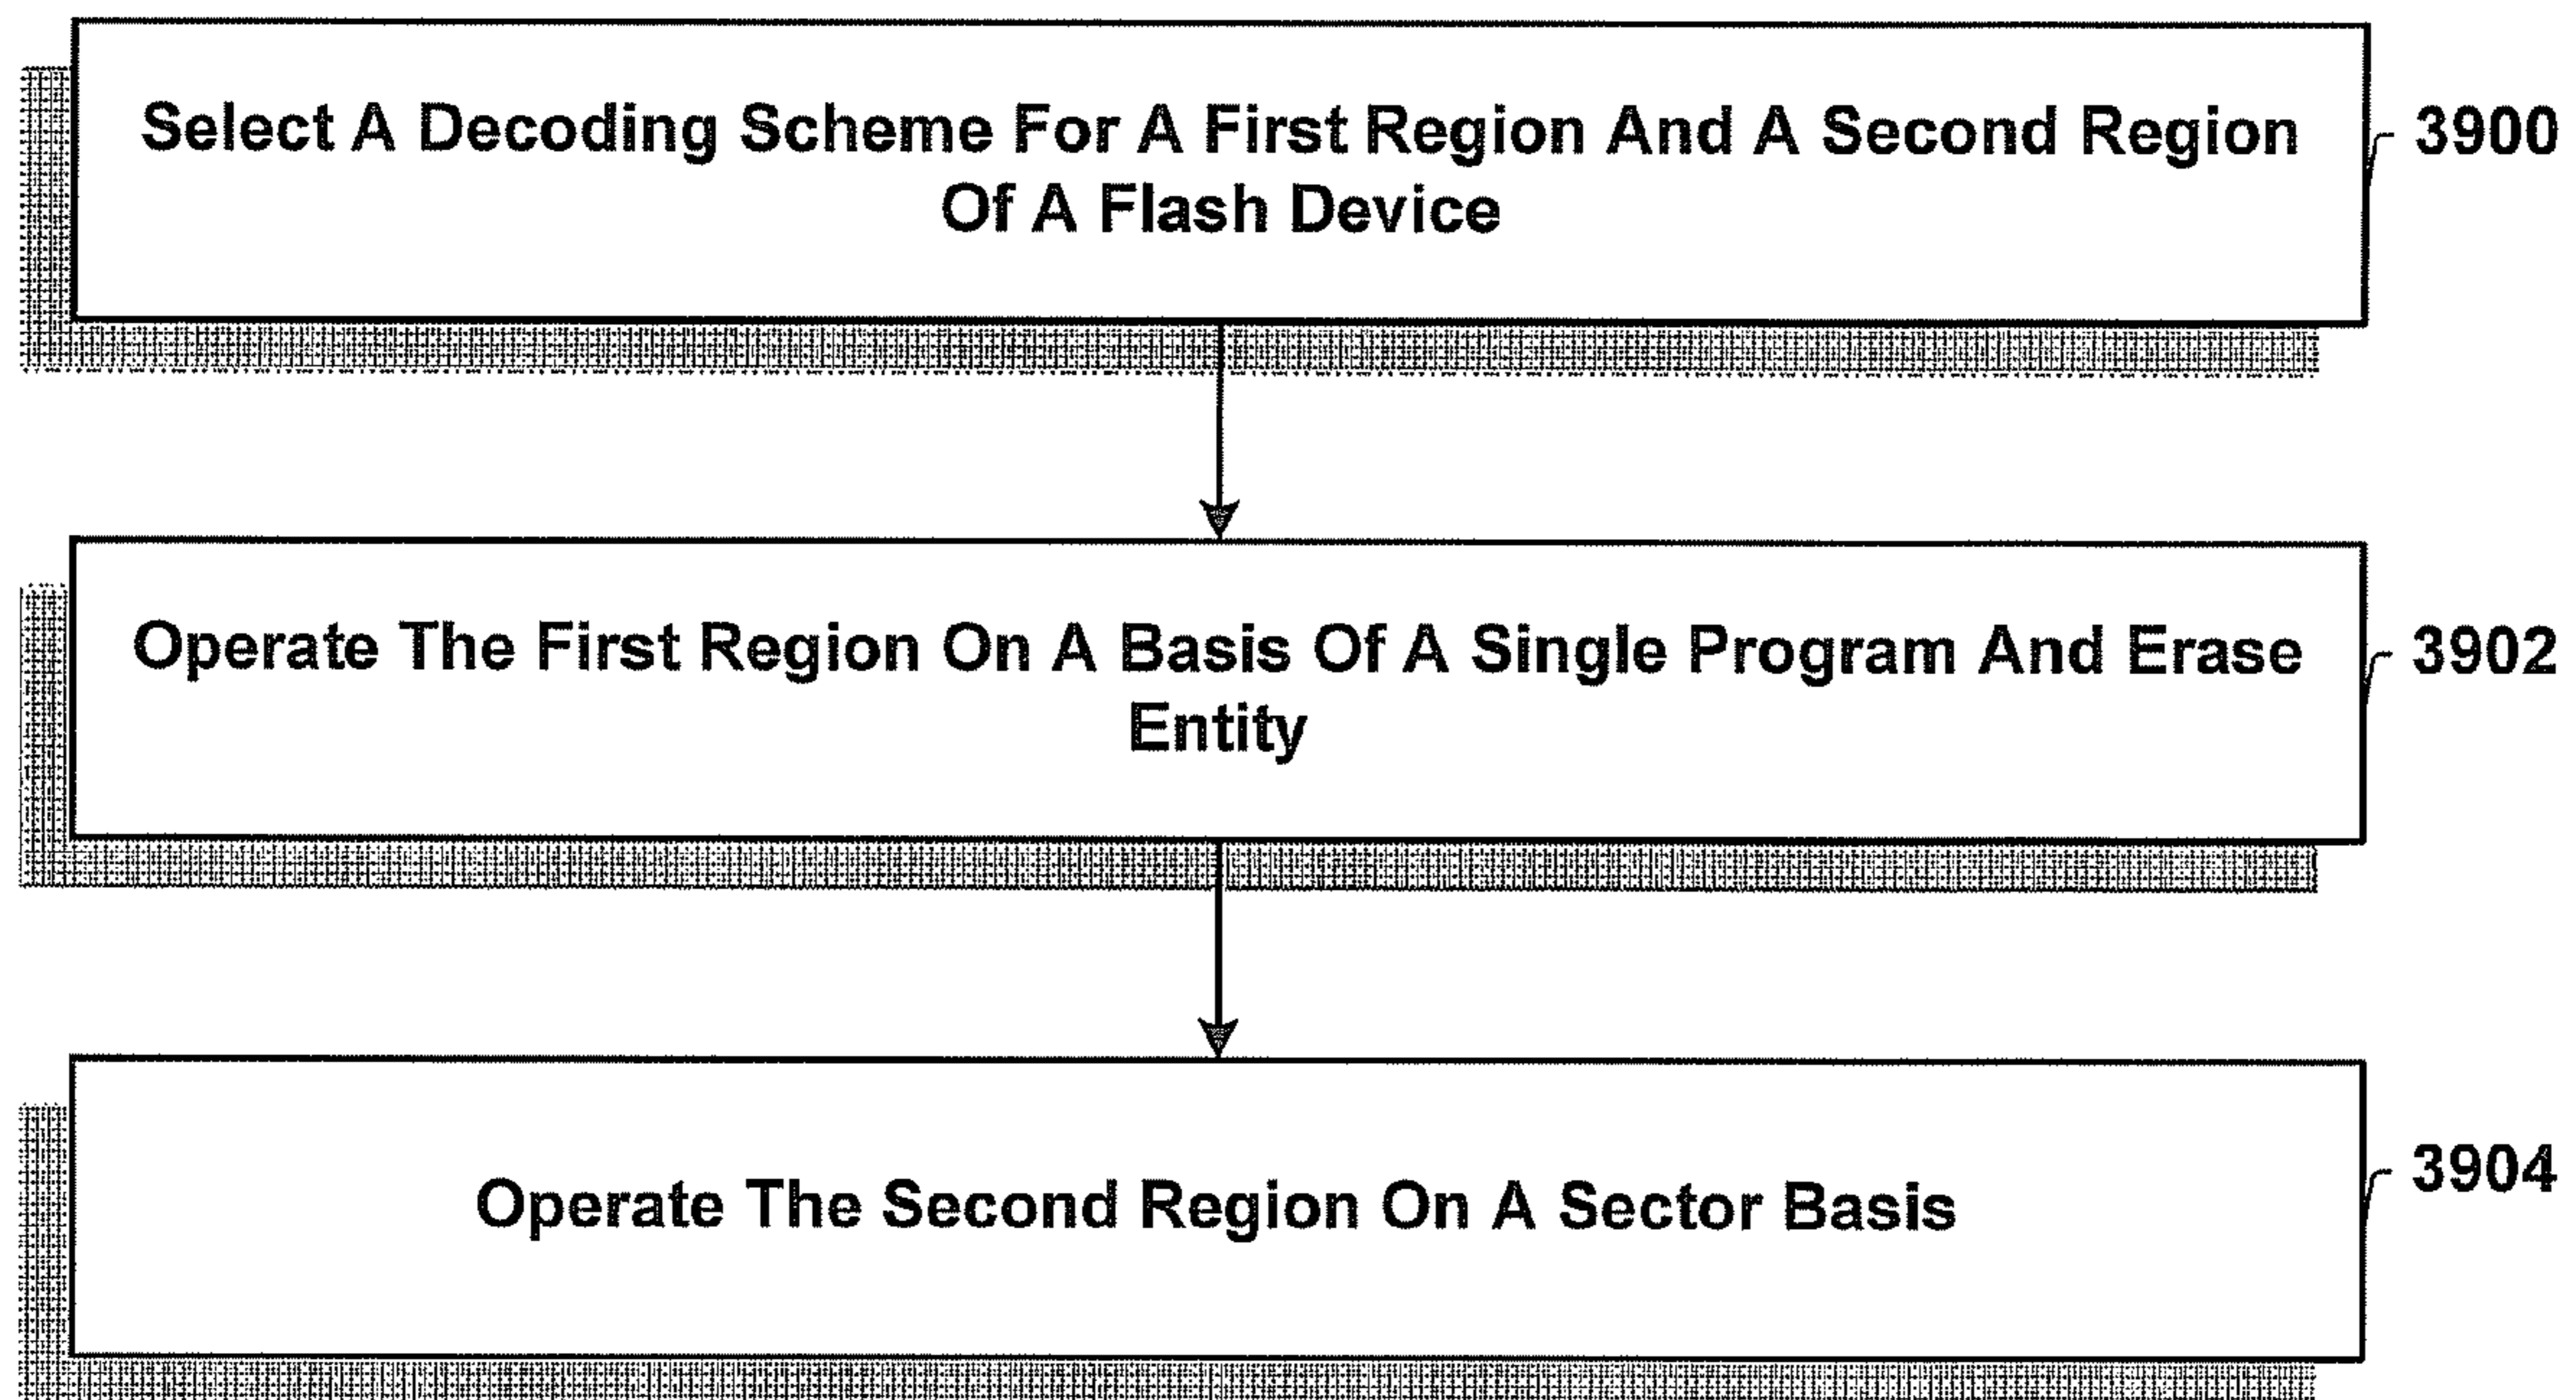 Select A Decoding Scheme For A First Region And A Second Region
Of A Flash Device
3900
Operate The First Region On A Basis Of A Single Program And Erase
Entity
3902
Operate The Second Region On A Sector Basis
3904